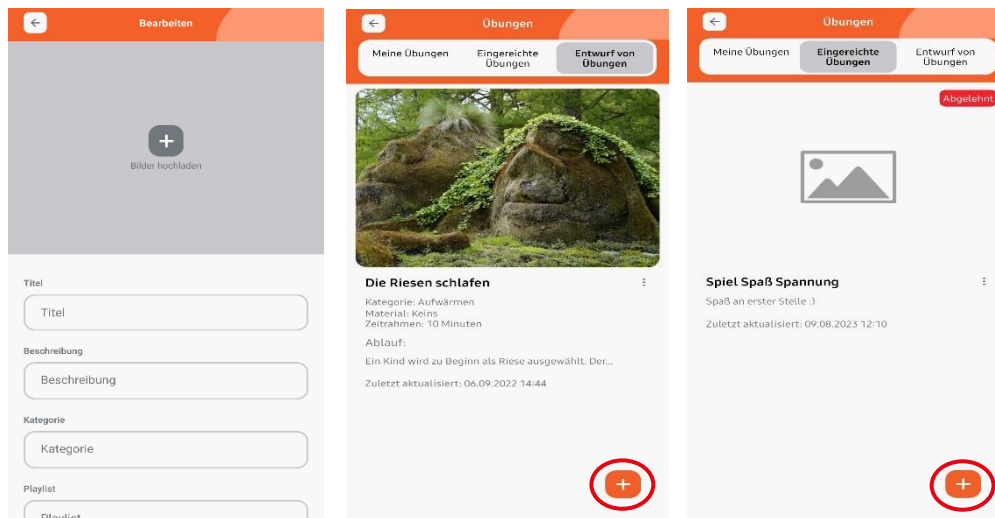 Bearbeiten
Bilder hochladen
Titel
Titel
Beschreibung
Beschreibung
Kategorie
Kategorie
Playlist
Playlist
Übungen
Meine Übungen
Eingereichte
Übungen
Entwurf von
Übungen
Die Riesen schlafen
Kategorie: Aufwärmen
Material: Keins
Zeitrahmen: 10 Minuten
Ablauf:
Ein Kind wird zu Beginn als Riese ausgewählt. Der...
Zuletzt aktualisiert: 06.09.2022 14:44
Übungen
Meine Übungen
Eingereichte
Übungen
Entwurf von
Übungen
Abgelehnt
Spiel Spaß Spannung
Spaß an erster Stelle :)
Zuletzt aktualisiert: 09.08.2023 12:10